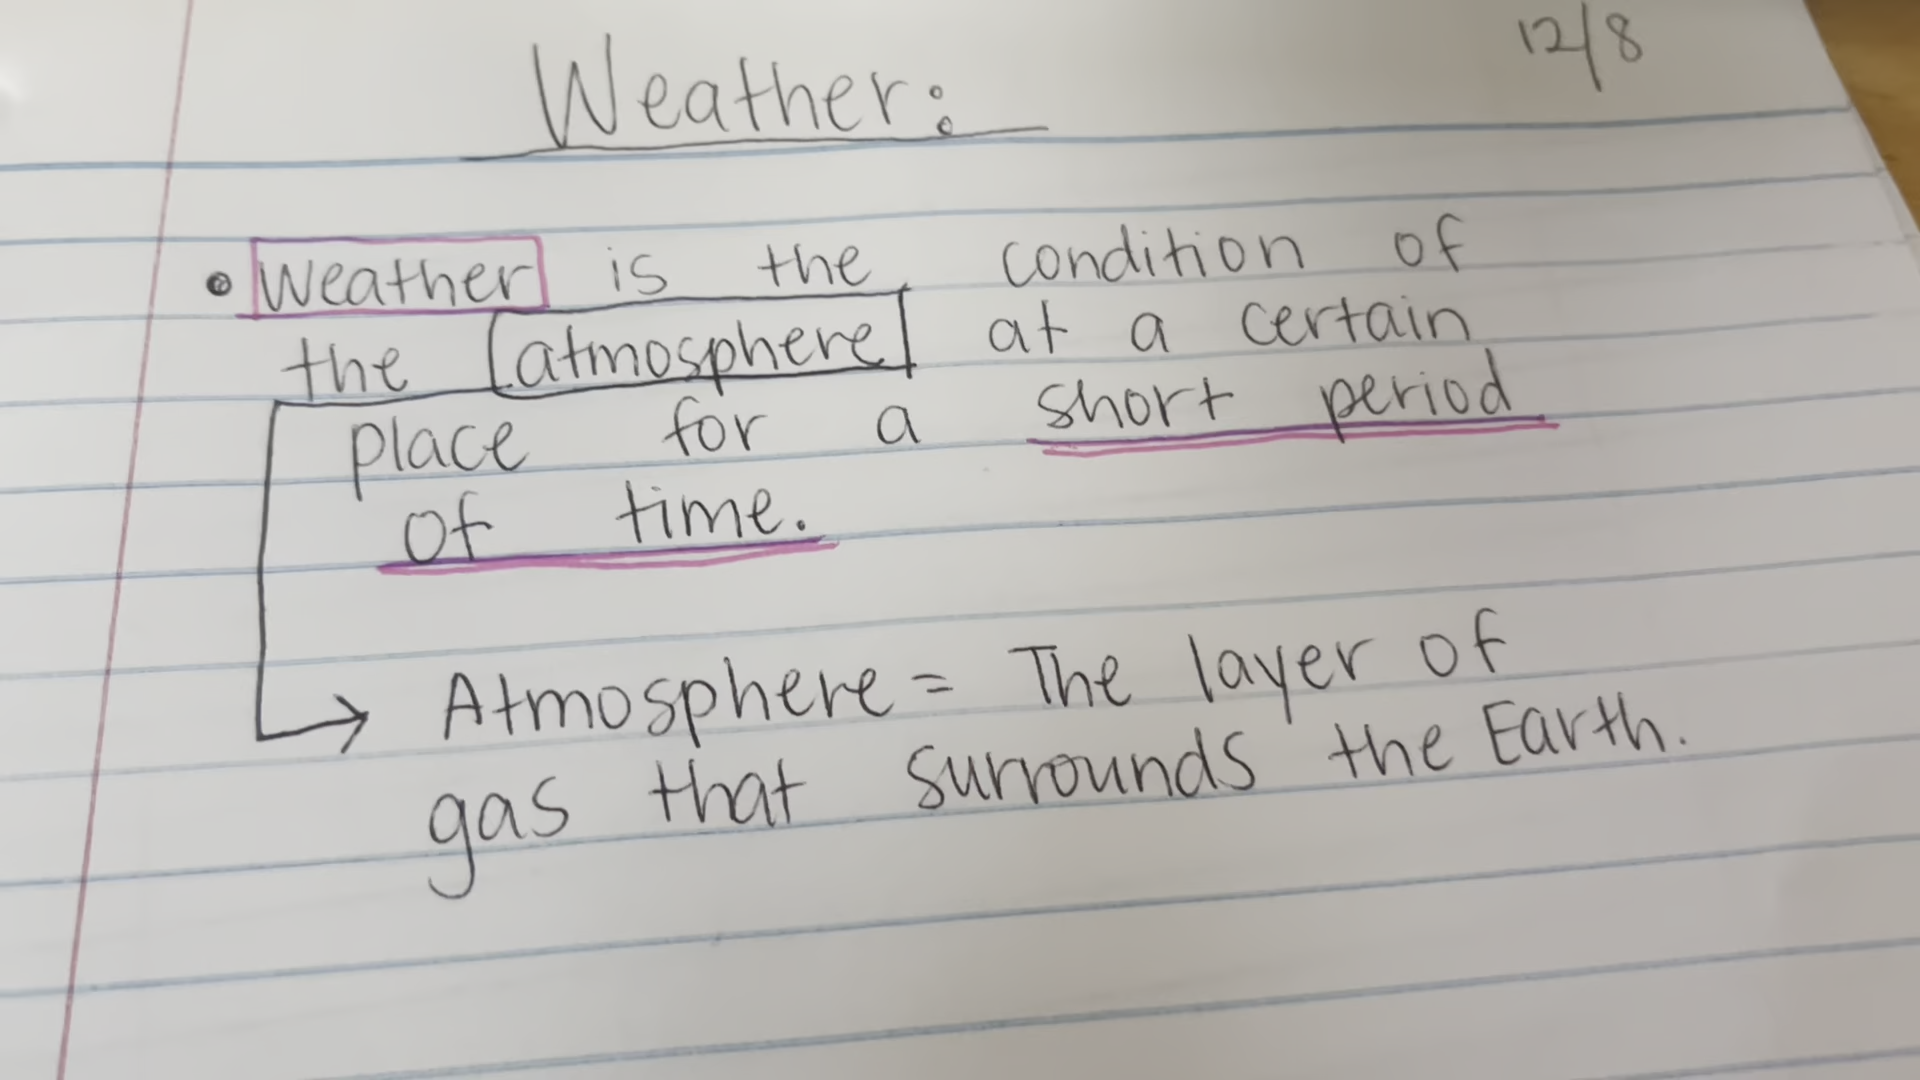 12/8
Weather:
• Weather is the condition of
the atmosphere at a certain
place for a short period
of time.
→ Atmosphere = The layer of
gas that surrounds the Earth.